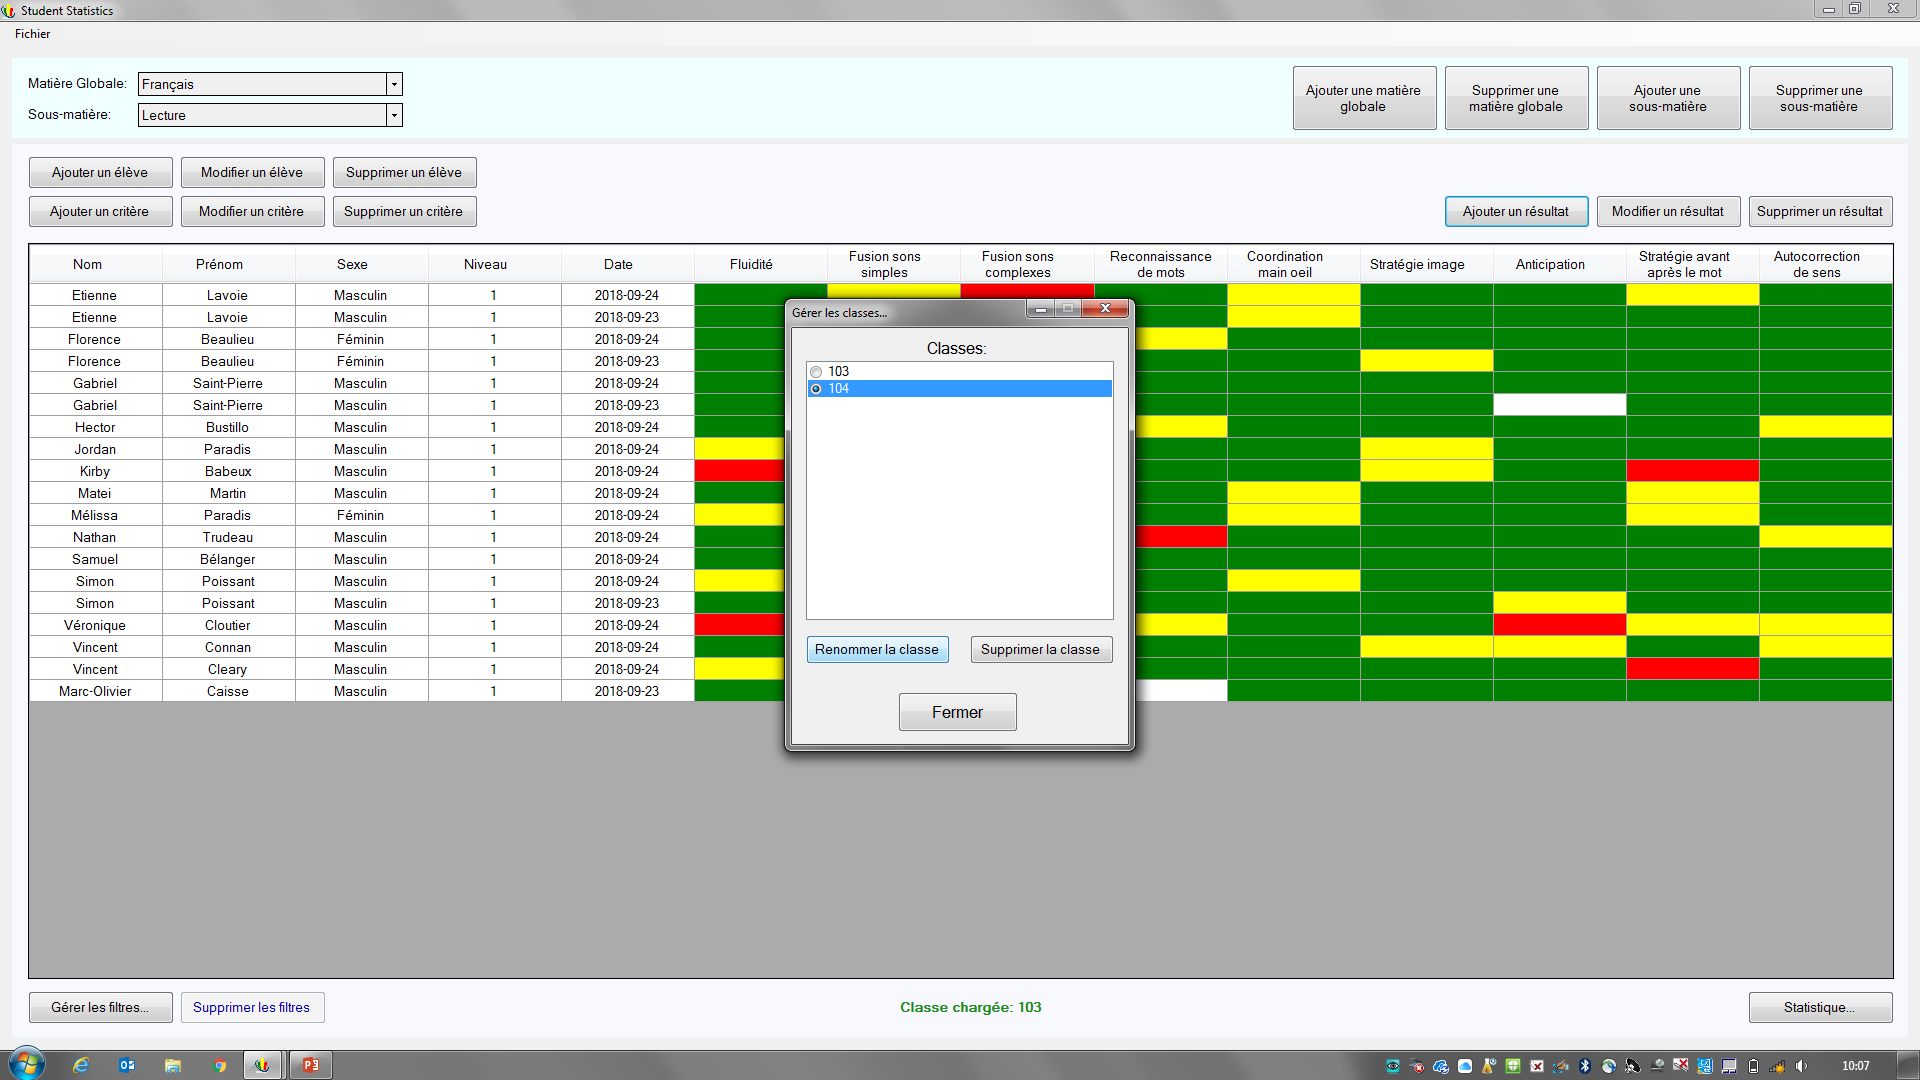 Student Statistics
Fichier
Matière Globale: Français
Sous-matière: Lecture
Ajouter une matière globale
Supprimer une matière globale
Ajouter une sous-matière
Supprimer une sous-matière
Ajouter un élève Modifier un élève Supprimer un élève
Ajouter un critère Modifier un critère Supprimer un critère
Ajouter un résultat Modifier un résultat Supprimer un résultat
Nom Prénom Sexe Niveau Date Fluidité Fusion sons simples Fusion sons complexes Reconnaissance de mots Coordination main oeil Stratégie image Anticipation Stratégie avant après le mot Autocorrection de sens
Etienne Lavoie Masculin 1 2018-09-24
Etienne Lavoie Masculin 1 2018-09-23
Florence Beaulieu Féminin 1 2018-09-24
Florence Beaulieu Féminin 1 2018-09-23
Gabriel Saint-Pierre Masculin 1 2018-09-24
Gabriel Saint-Pierre Masculin 1 2018-09-23
Hector Bustillo Masculin 1 2018-09-24
Jordan Paradis Masculin 1 2018-09-24
Kirby Babeux Masculin 1 2018-09-24
Matei Martin Masculin 1 2018-09-24
Mélissa Paradis Féminin 1 2018-09-24
Nathan Trudeau Masculin 1 2018-09-24
Samuel Bélanger Masculin 1 2018-09-24
Simon Poissant Masculin 1 2018-09-24
Simon Poissant Masculin 1 2018-09-23
Véronique Cloutier Masculin 1 2018-09-24
Vincent Connan Masculin 1 2018-09-24
Vincent Cleary Masculin 1 2018-09-24
Marc-Olivier Caisse Masculin 1 2018-09-23
Gérer les classes...
Classes:
103
104
Renommer la classe Supprimer la classe
Fermer
Gérer les filtres... Supprimer les filtres
Classe chargée: 103
Statistique...
10:07